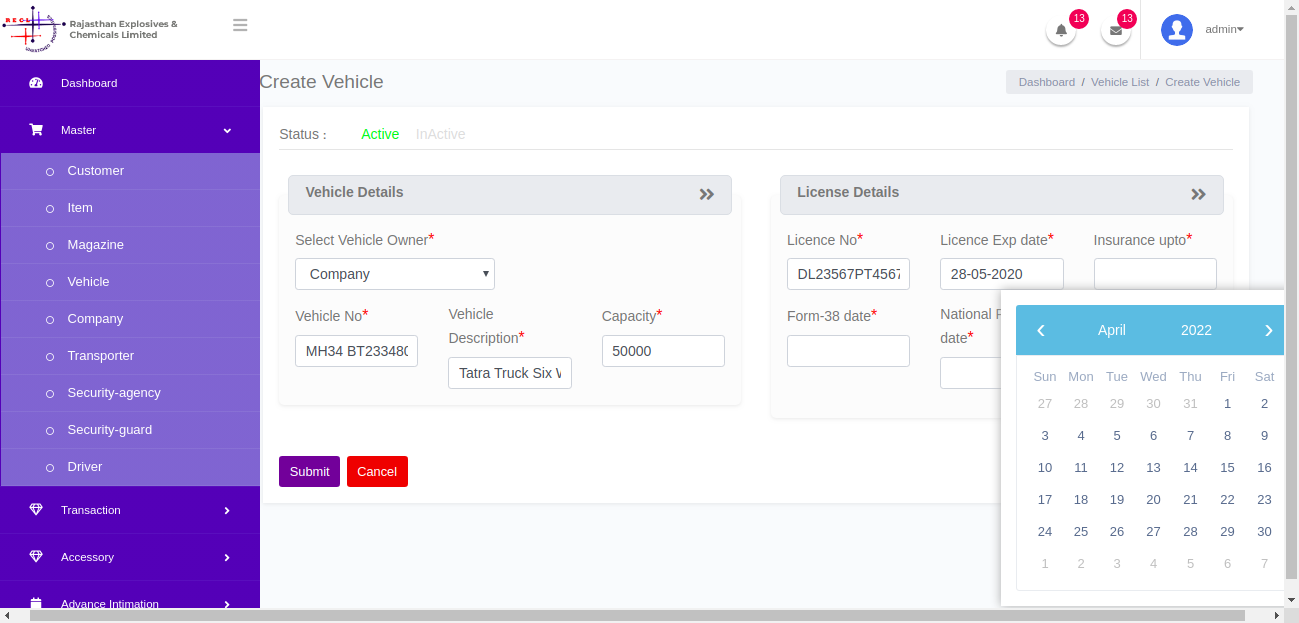 REGL
Rajasthan Explosives &
Chemicals Limited
13
13
admin
Dashboard
Create Vehicle
Dashboard / Vehicle List / Create Vehicle
Master
Status :
Active
InActive
Customer
Item
Magazine
Vehicle
Company
Transporter
Security-agency
Security-guard
Driver
Transaction
Accessory
Advance Intimation
Vehicle Details
Select Vehicle Owner*
Company
Vehicle No*
Vehicle
Description*
Capacity*
MH34 BT233480
Tatra Truck Six
50000
License Details
Licence No*
Licence Exp date*
Insurance upto*
DL23567PT4567
28-05-2020
Form-38 date*
National
date*
Submit
Cancel
‹ April 2022 ›
Sun Mon Tue Wed Thu Fri Sat
27 28 29 30 31 1 2
3 4 5 6 7 8 9
10 11 12 13 14 15 16
17 18 19 20 21 22 23
24 25 26 27 28 29 30
1 2 3 4 5 6 7